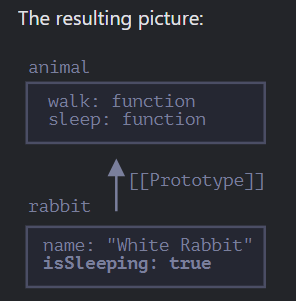 The resulting picture:
animal
walk: function
sleep: function
[[Prototype]]
rabbit
name: "White Rabbit"
isSleeping: true